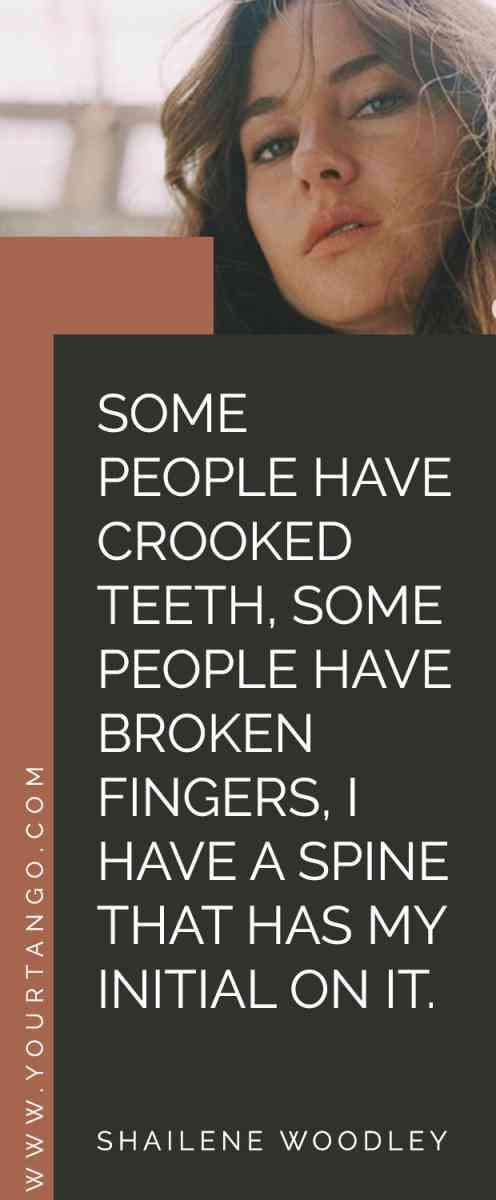 SOME
PEOPLE HAVE
CROOKED
TEETH, SOME
PEOPLE HAVE
BROKEN
FINGERS, I
HAVE A SPINE
THAT HAS MY
INITIAL ON IT.
SHAILENE WOODLEY
WWW.YOURTANGO.COM